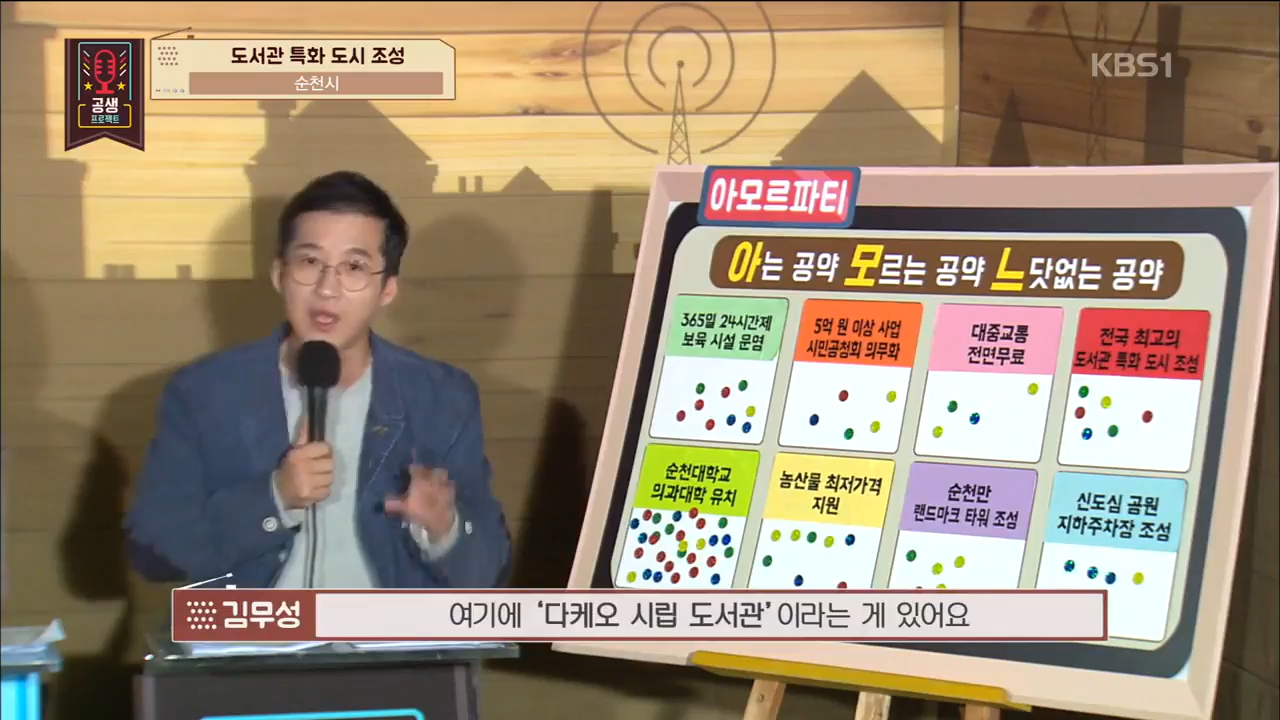 도서관 특화 도시 조성
순천시
공생
프로젝트
KBS1
아모르파티
아는 공약 모르는 공약 느닷없는 공약
365일 24시간제
보육 시설 운영
5억 원 이상 사업
시민공청회 의무화
대중교통
전면무료
전국 최고의
도서관 특화 도시 조성
순천대학교
의과대학 유치
농산물 최저가격
지원
순천만
랜드마크 타워 조성
신도심 공원
지하주차장 조성
김무성
여기에 ‘다케오 시립 도서관’이라는 게 있어요